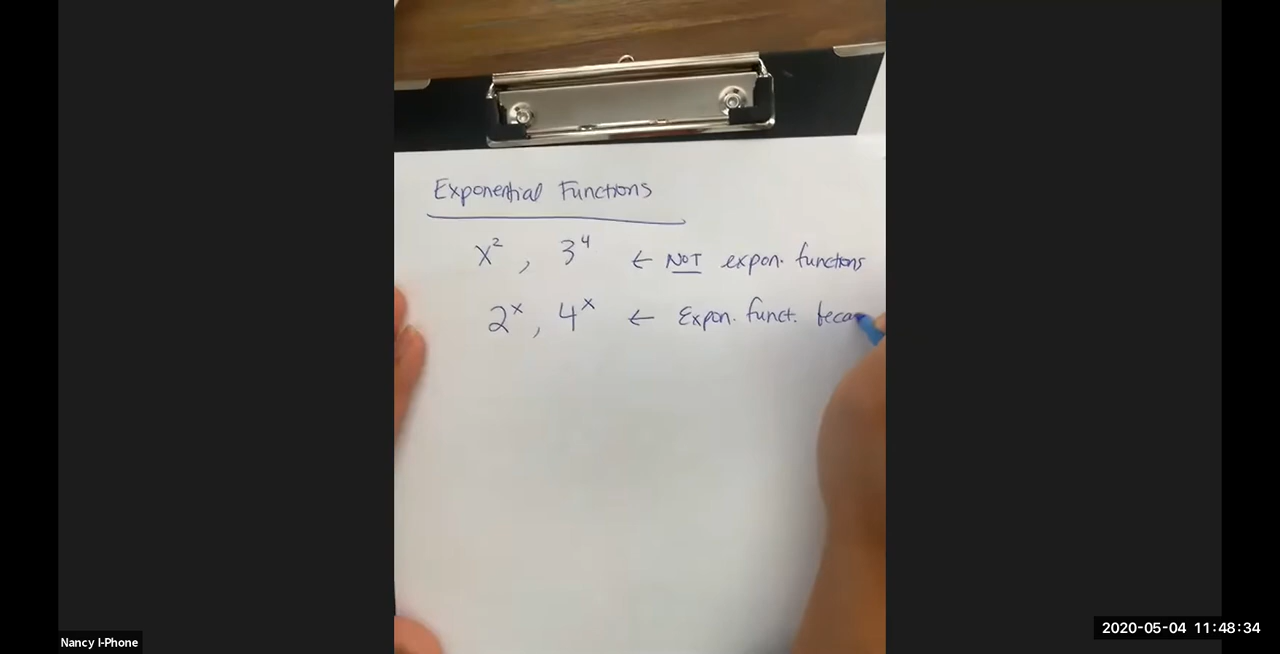 Exponential Functions
x², 3⁴ ← NOT expon. functions
2ˣ, 4ˣ ← Expon. funct. beca
Nancy I-Phone
2020-05-04 11:48:34